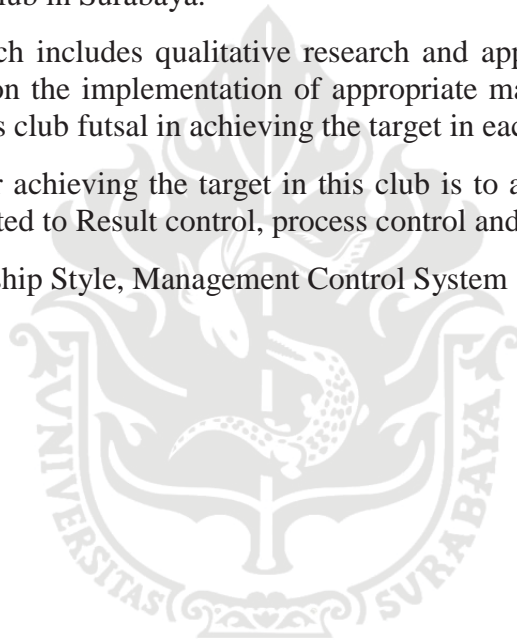 club in Surabaya.
ch includes qualitative research and app
on the implementation of appropriate ma
s club futsal in achieving the target in eac
r achieving the target in this club is to a
ted to Result control, process control and
ship Style, Management Control System
UNIVERSITAS SURABAYA